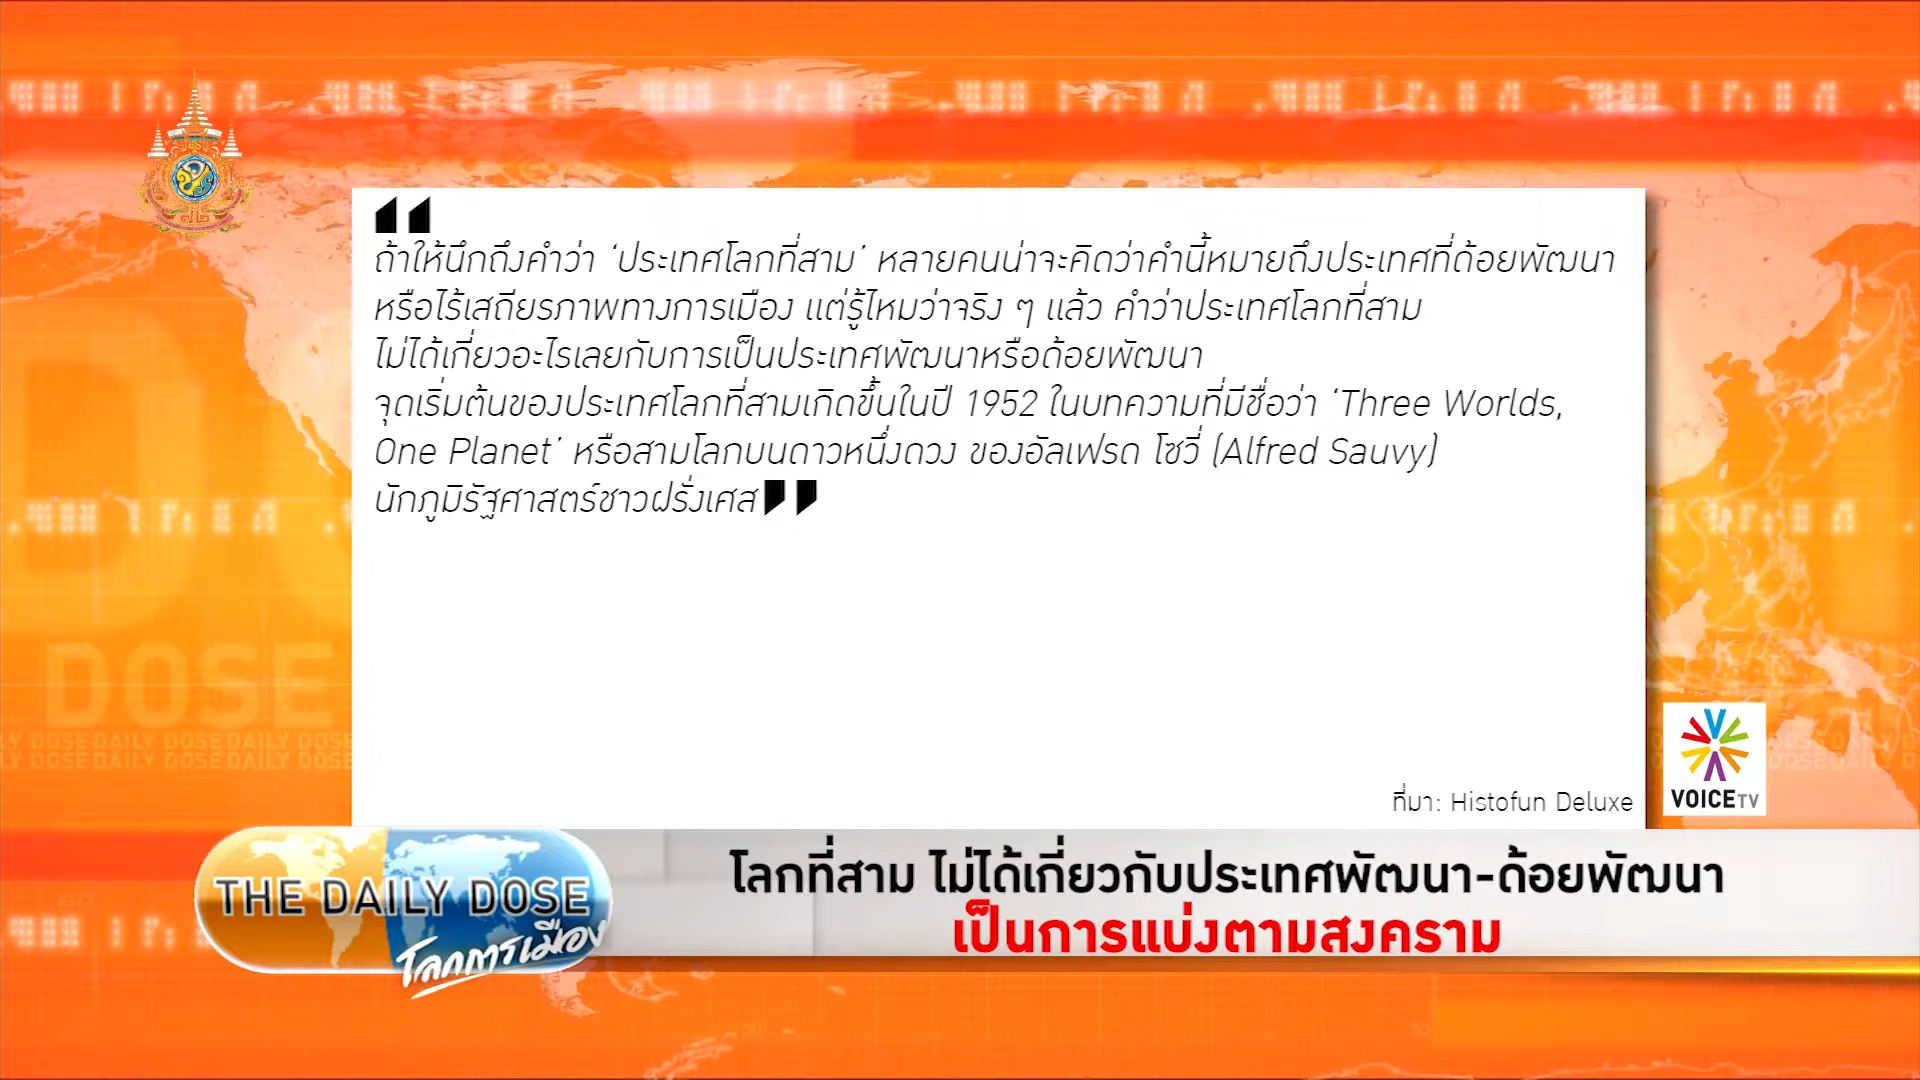 “
ถ้าให้นึกถึงคำว่า ‘ประเทศโลกที่สาม’ หลายคนน่าจะคิดว่าคำนี้หมายถึงประเทศที่ด้อยพัฒนา
หรือไร้เสถียรภาพทางการเมือง แต่รู้ไหมว่าจริง ๆ แล้ว คำว่าประเทศโลกที่สาม
ไม่ได้เกี่ยวอะไรเลยกับการเป็นประเทศพัฒนาหรือด้อยพัฒนา
จุดเริ่มต้นของประเทศโลกที่สามเกิดขึ้นในปี 1952 ในบทความที่มีชื่อว่า ‘Three Worlds,
One Planet’ หรือสามโลกบนดาวหนึ่งดวง ของอัลเฟรด โซวี่ (Alfred Sauvy)
นักภูมิรัฐศาสตร์ชาวฝรั่งเศส”
DOSE
DAILY DOSE DAILY DOSE
DAILY DOSE DAILY DOSE
VOICE TV
ที่มา: Histofun Deluxe
THE DAILY DOSE
โลกการเมือง
โลกที่สาม ไม่ได้เกี่ยวกับประเทศพัฒนา-ด้อยพัฒนา
เป็นการแบ่งตามสงคราม